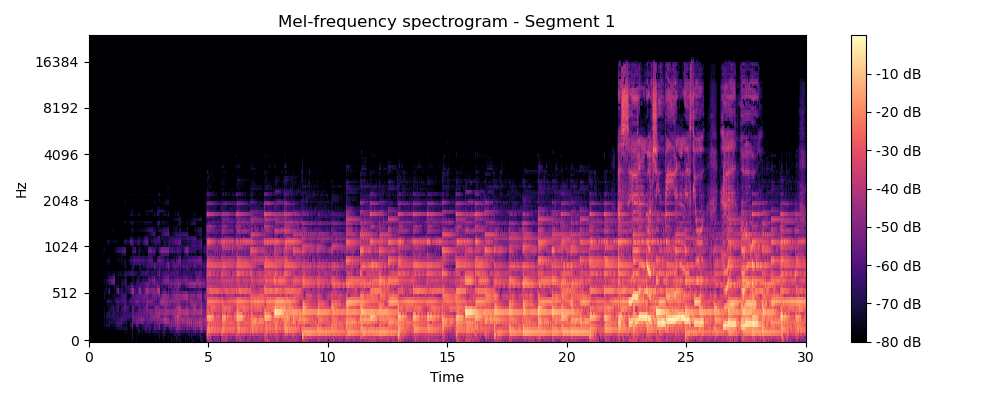 Mel-frequency spectrogram - Segment 1
16384
8192
4096
2048
1024
512
0
Hz
0 5 10 15 20 25 30
Time
-10 dB
-20 dB
-30 dB
-40 dB
-50 dB
-60 dB
-70 dB
-80 dB